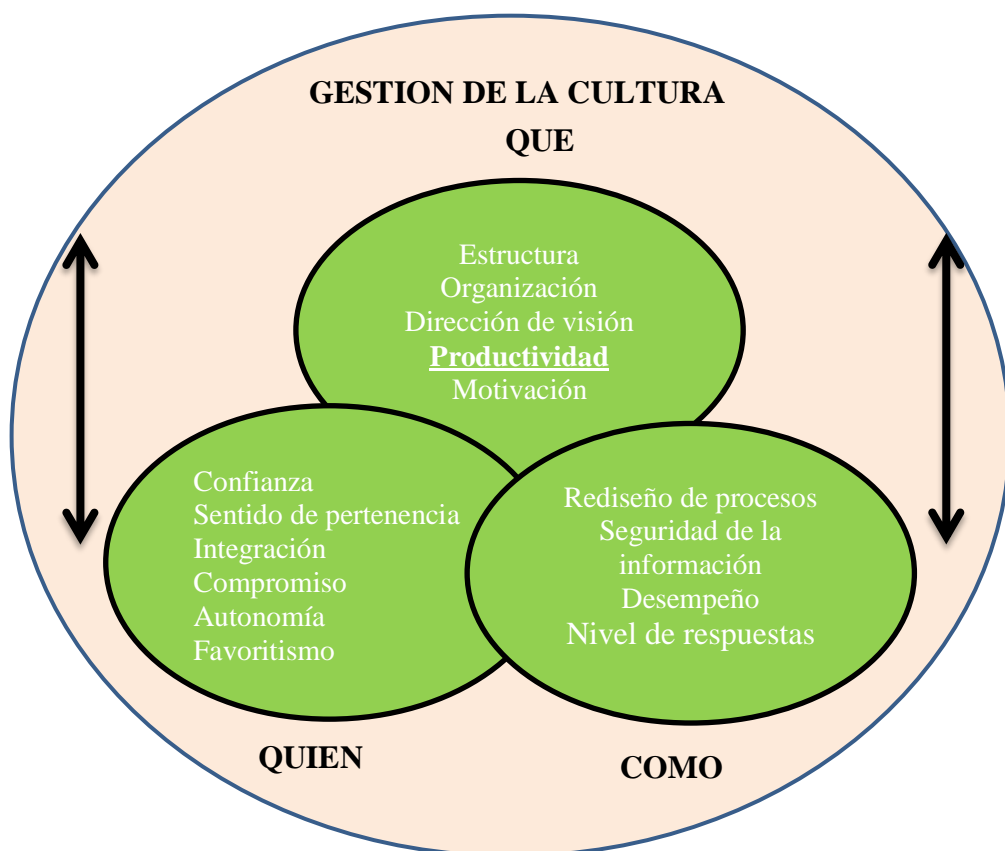 GESTION DE LA CULTURA
QUE
Estructura
Organización
Dirección de visión
Productividad
Motivación
Confianza
Sentido de pertenencia
Integración
Compromiso
Autonomía
Favoritismo
Rediseño de procesos
Seguridad de la
información
Desempeño
Nivel de respuestas
QUIEN
COMO